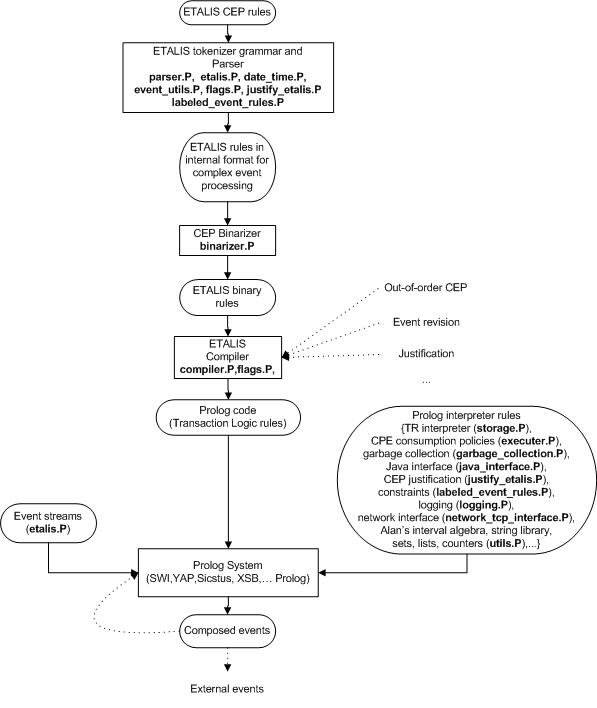 ETALIS CEP rules
ETALIS tokenizer grammar and
Parser
parser.P, etalis.P, date_time.P,
event_utils.P, flags.P, justify_etalis.P
labeled_event_rules.P
ETALIS rules in
internal format for
complex event
processing
CEP Binarizer
binarizer.P
ETALIS binary
rules
Out-of-order CEP
Event revision
Justification
...
ETALIS
Compiler
compiler.P,flags.P,
Prolog code
(Transaction Logic rules)
Prolog interpreter rules
{TR interpreter (storage.P),
CPE consumption policies (executer.P),
garbage collection (garbage_collection.P),
Java interface (java_interface.P),
CEP justification (justify_etalis.P),
constraints (labeled_event_rules.P),
logging (logging.P),
network interface (network_tcp_interface.P),
Alan's interval algebra, string library,
sets, lists, counters (utils.P),...}
Event streams
(etalis.P)
Prolog System
(SWI,YAP,Sicstus, XSB,... Prolog)
Composed events
External events